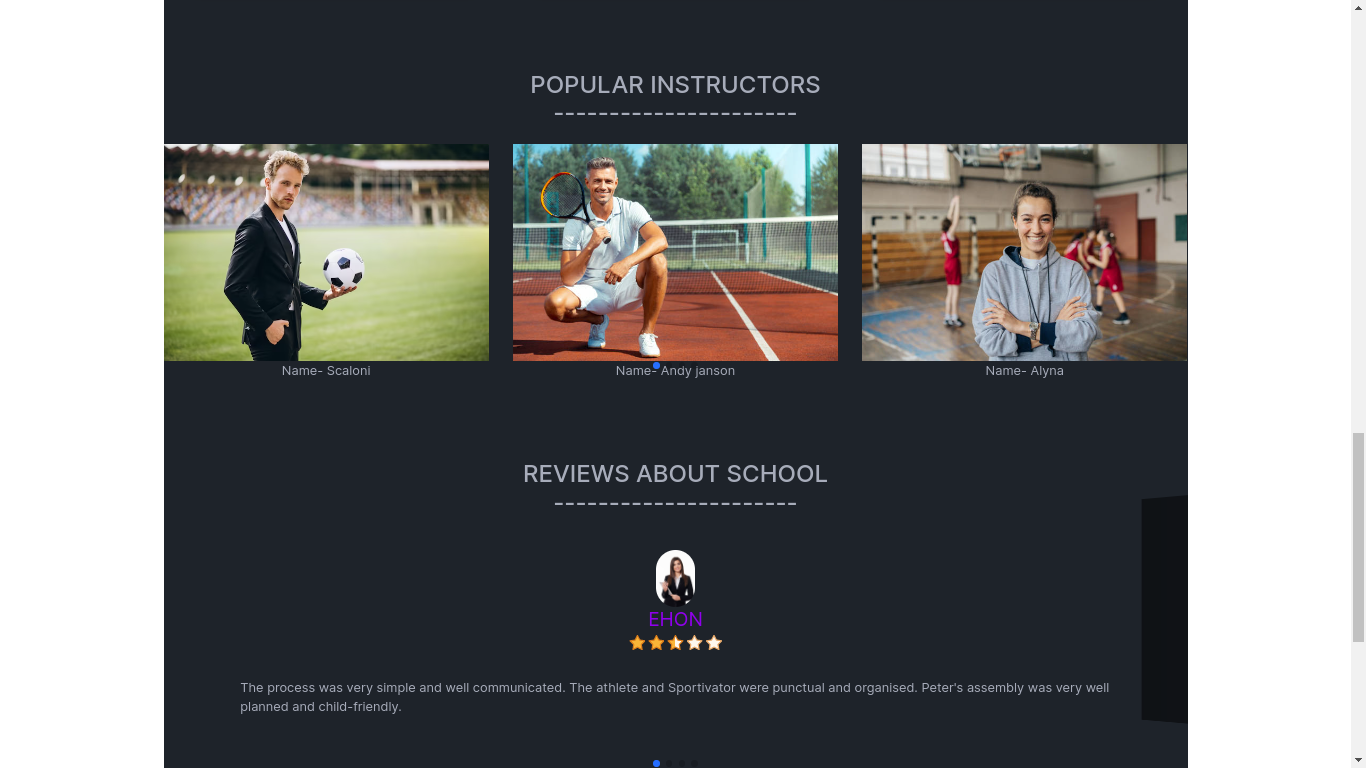 POPULAR INSTRUCTORS
----------------------
Name- Scaloni
Name- Andy janson
Name- Alyna
REVIEWS ABOUT SCHOOL
----------------------
EHON
The process was very simple and well communicated. The athlete and Sportivator were punctual and organised. Peter's assembly was very well
planned and child-friendly.